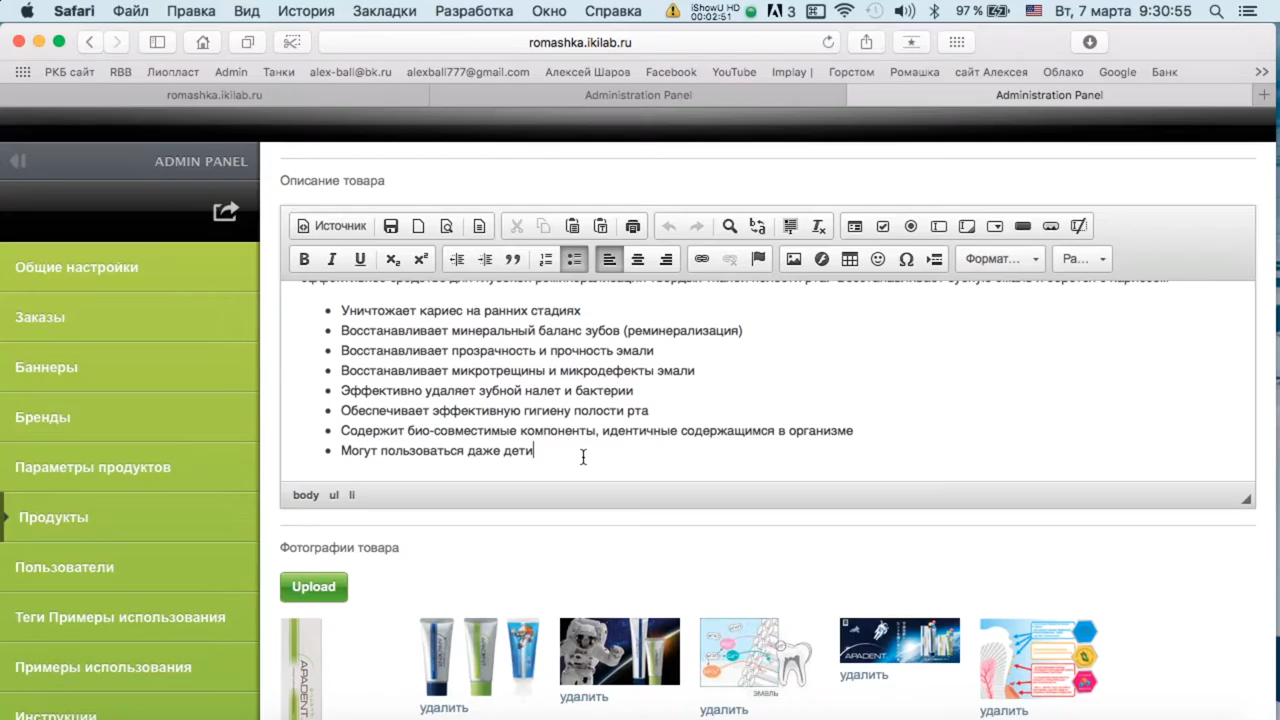 Safari Файл Правка Вид История Закладки Разработка Окно Справка iShowU HD 00:02:51 3 97 % Вт, 7 марта 9:30:55
romashka.ikilab.ru
РКБ сайт RBB Лиопласт Admin Танки alex-ball@bk.ru alexball777@gmail.com Алексей Шаров Facebook YouTube Implay | Горстом Ромашка сайт Алексея Облако Google Банк >>
romashka.ikilab.ru Administration Panel Administration Panel
ADMIN PANEL
Общие настройки
Заказы
Баннеры
Бренды
Параметры продуктов
Продукты
Пользователи
Теги Примеры использования
Примеры использования
Инструкции
Описание товара
Источник
Формат... Ра...
Уничтожает кариес на ранних стадиях
Восстанавливает минеральный баланс зубов (реминерализация)
Восстанавливает прозрачность и прочность эмали
Восстанавливает микротрещины и микродефекты эмали
Эффективно удаляет зубной налет и бактерии
Обеспечивает эффективную гигиену полости рта
Содержит био-совместимые компоненты, идентичные содержащимся в организме
Могут пользоваться даже дети
body ul li
Фотографии товара
Upload
APADENT
ЭМАЛЬ
APADENT
удалить
удалить
удалить
удалить
удалить